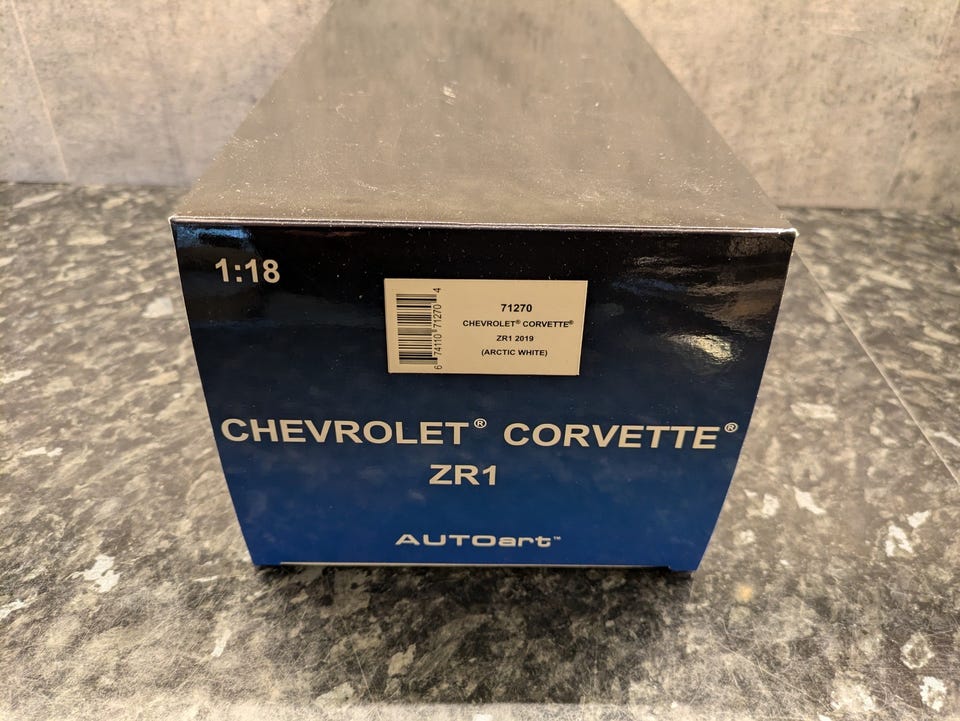 1:18
6 74110 71270 4
71270
CHEVROLET® CORVETTE®
ZR1 2019
(ARCTIC WHITE)
CHEVROLET® CORVETTE®
ZR1
AUTOart™